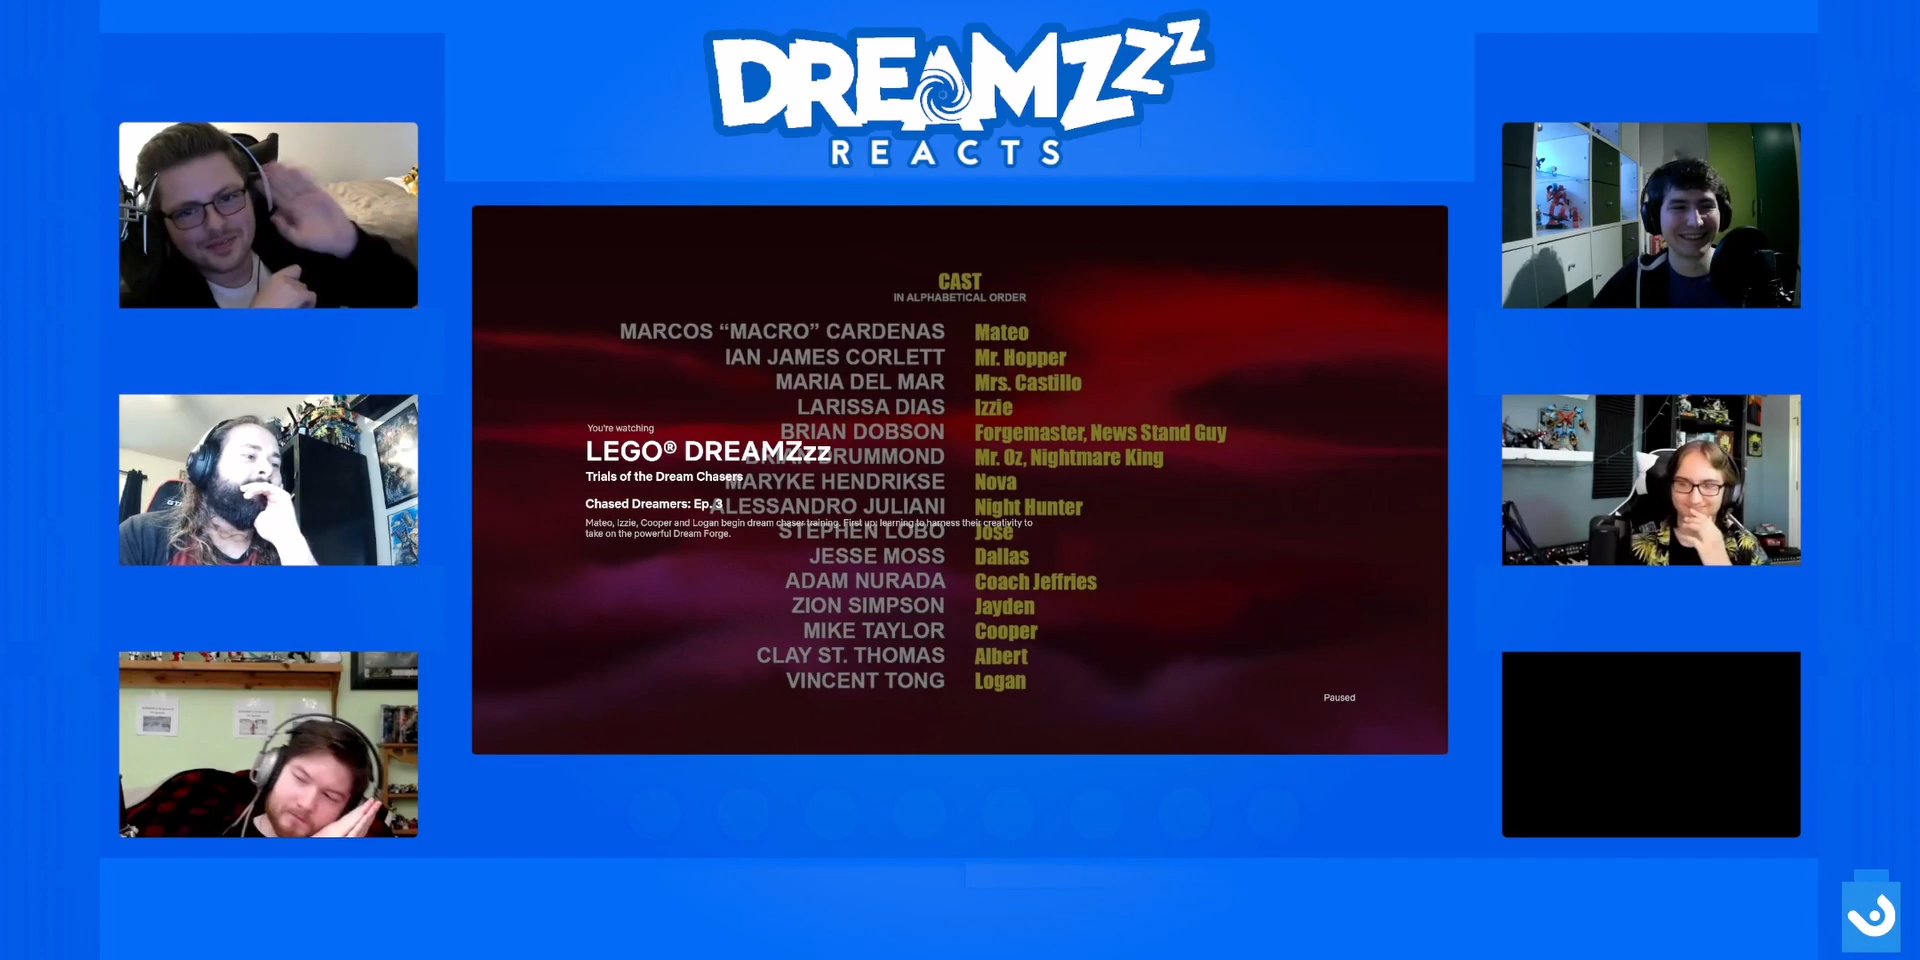 DREAMZzz
REACTS
CAST
IN ALPHABETICAL ORDER
MARCOS “MACRO” CARDENAS Mateo
IAN JAMES CORLETT Mr. Hopper
MARIA DEL MAR Mrs. Castillo
LARISSA DIAS Izzie
You're watching
BRIAN DOBSON Forgemaster, News Stand Guy
LEGO® DREAMZzz
BRIAN DRUMMOND Mr. Oz, Nightmare King
Trials of the Dream Chasers
MARYKE HENDRIKSE Nova
Chased Dreamers: Ep. 3
ALESSANDRO JULIANI Night Hunter
Mateo, Izzie, Cooper and Logan begin dream chaser training. First up: learning to harness their creativity to
take on the powerful Dream Forge.
STEPHEN LOBO Jose
JESSE MOSS Dallas
ADAM NURADA Coach Jeffries
ZION SIMPSON Jayden
MIKE TAYLOR Cooper
CLAY ST. THOMAS Albert
VINCENT TONG Logan
Paused